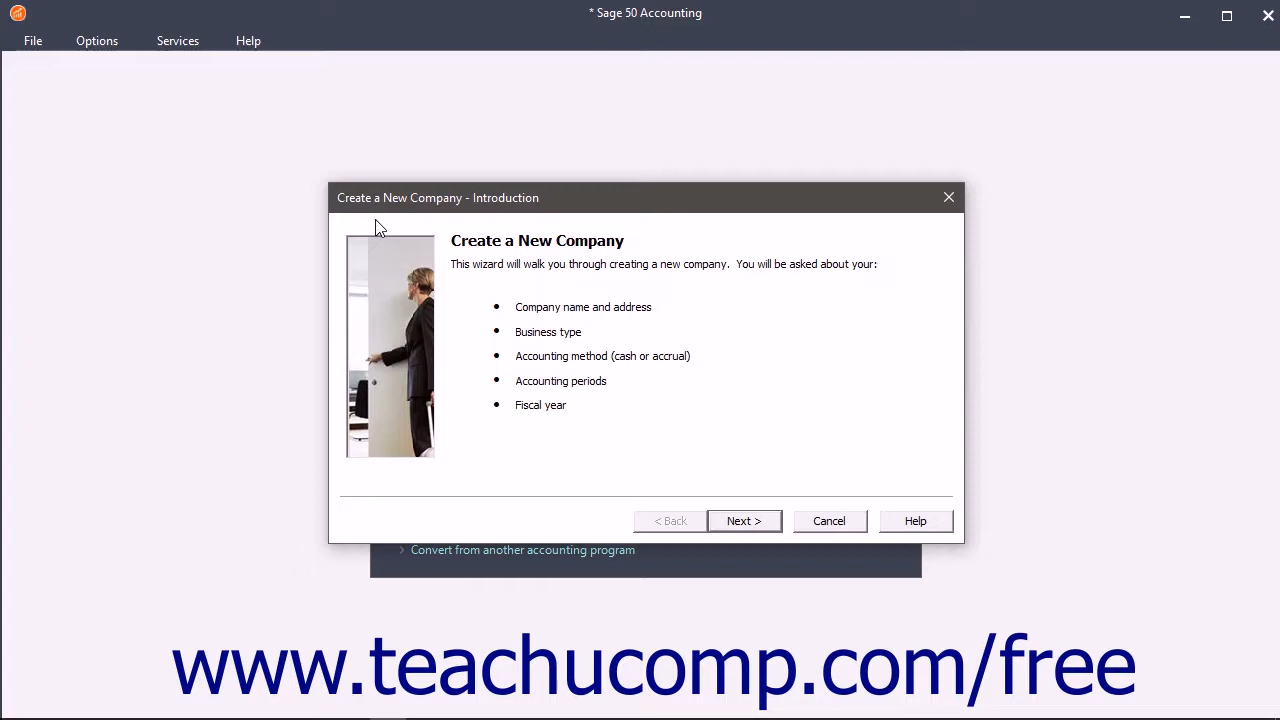 * Sage 50 Accounting
File Options Services Help
Create a New Company - Introduction
Create a New Company
This wizard will walk you through creating a new company. You will be asked about your:
• Company name and address
• Business type
• Accounting method (cash or accrual)
• Accounting periods
• Fiscal year
< Back Next > Cancel Help
Convert from another accounting program
www.teachucomp.com/free